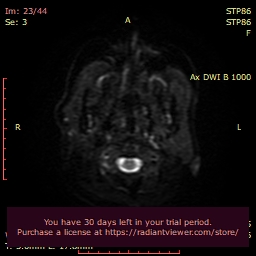 Im: 23/44
Se: 3
A
STP86
STP86
F
Ax DWI B 1000
R
L
You have 30 days left in your trial period.
Purchase a license at https://radiantviewer.com/store/